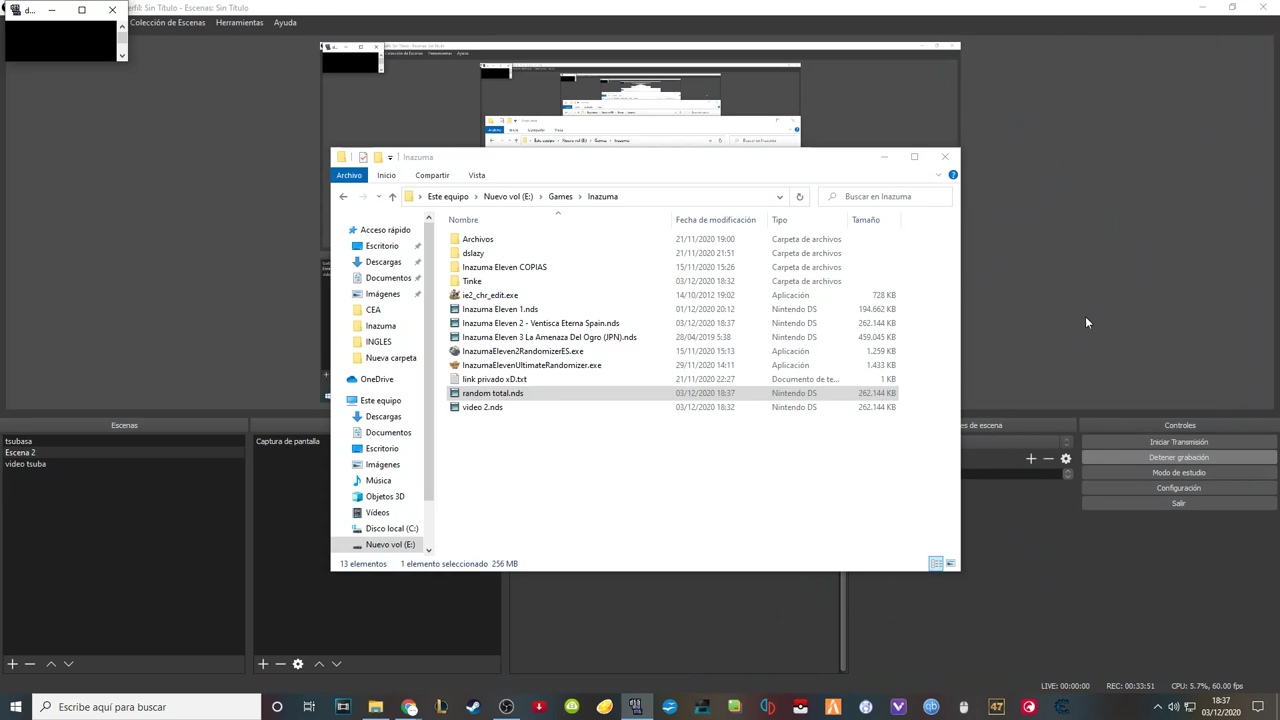 d...
rfil: Sin Título - Escenas: Sin Título
Colección de Escenas Herramientas Ayuda
Inazuma
Archivo Inicio Compartir Vista
Este equipo > Nuevo vol (E:) > Games > Inazuma
Buscar en Inazuma
Nombre Fecha de modificación Tipo Tamaño
Acceso rápido
Escritorio
Descargas
Documentos
Imágenes
CEA
Inazuma
INGLES
Nueva carpeta
OneDrive
Este equipo
Descargas
Documentos
Escritorio
Imágenes
Música
Objetos 3D
Vídeos
Disco local (C:)
Nuevo vol (E:)
Archivos 21/11/2020 19:00 Carpeta de archivos
dslazy 21/11/2020 21:51 Carpeta de archivos
Inazuma Eleven COPIAS 15/11/2020 15:26 Carpeta de archivos
Tinke 03/12/2020 18:32 Carpeta de archivos
ie2_chr_edit.exe 14/10/2012 19:02 Aplicación 728 KB
Inazuma Eleven 1.nds 01/12/2020 20:12 Nintendo DS 194.662 KB
Inazuma Eleven 2 - Ventisca Eterna Spain.nds 03/12/2020 18:37 Nintendo DS 262.144 KB
Inazuma Eleven 3 La Amenaza Del Ogro (JPN).nds 28/04/2019 5:38 Nintendo DS 459.045 KB
InazumaEleven2RandomizerES.exe 15/11/2020 15:13 Aplicación 1.259 KB
InazumaElevenUltimateRandomizer.exe 29/11/2020 14:11 Aplicación 1.433 KB
link privado xD.txt 21/11/2020 22:27 Documento de te... 1 KB
random total.nds 03/12/2020 18:37 Nintendo DS 262.144 KB
video 2.nds 03/12/2020 18:32 Nintendo DS 262.144 KB
13 elementos 1 elemento seleccionado 256 MB
Escenas
tsubasa
Escena 2
video tsuba
Captura de pantalla
es de escena
Controles
Iniciar Transmisión
Detener grabación
Modo de estudio
Configuración
Salir
LIVE: 00:00:00 REC: 00:33:51 CPU: 5.7%, 60.00 fps
Escribe aquí para buscar
47
18:37
03/12/2020